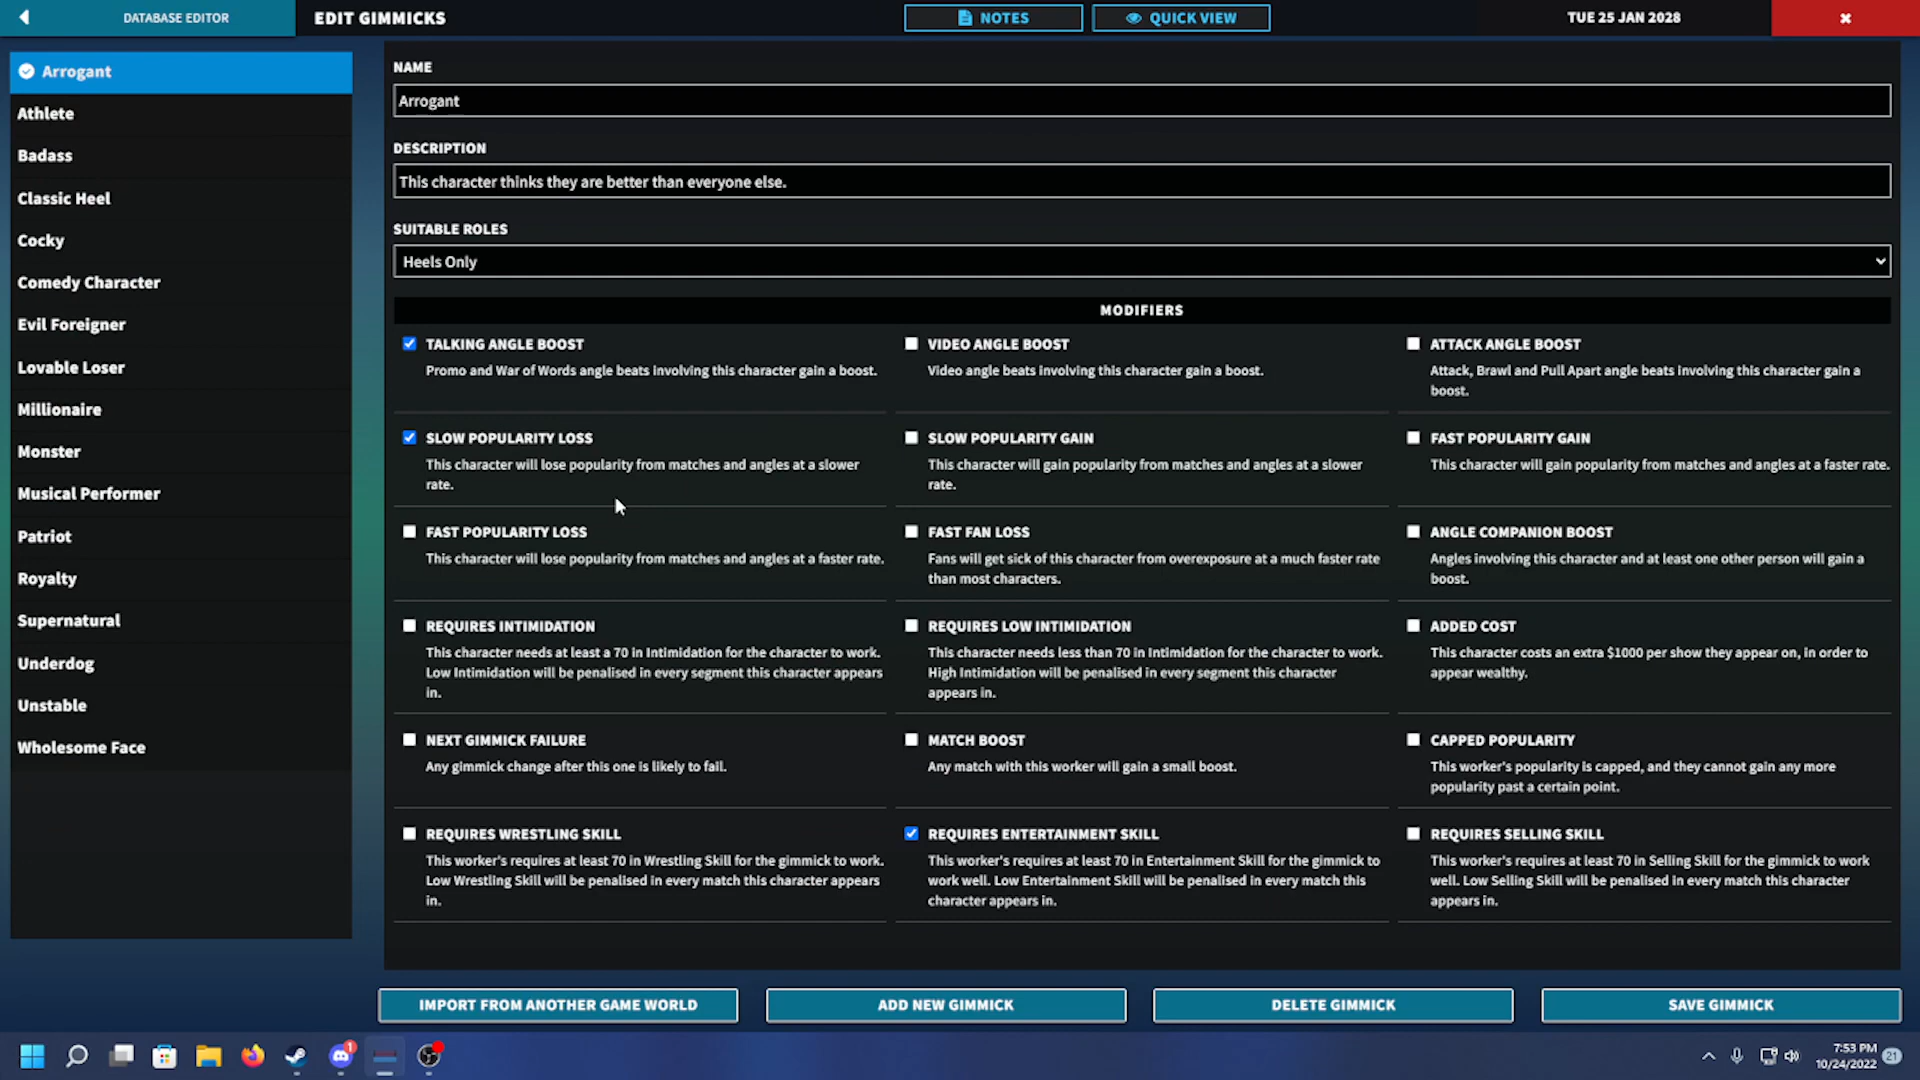 DATABASE EDITOR
EDIT GIMMICKS
NOTES
QUICK VIEW
TUE 25 JAN 2028
Arrogant
Athlete
Badass
Classic Heel
Cocky
Comedy Character
Evil Foreigner
Lovable Loser
Millionaire
Monster
Musical Performer
Patriot
Royalty
Supernatural
Underdog
Unstable
Wholesome Face
NAME
Arrogant
DESCRIPTION
This character thinks they are better than everyone else.
SUITABLE ROLES
Heels Only
MODIFIERS
TALKING ANGLE BOOST
Promo and War of Words angle beats involving this character gain a boost.
VIDEO ANGLE BOOST
Video angle beats involving this character gain a boost.
ATTACK ANGLE BOOST
Attack, Brawl and Pull Apart angle beats involving this character gain a
boost.
SLOW POPULARITY LOSS
This character will lose popularity from matches and angles at a slower
rate.
SLOW POPULARITY GAIN
This character will gain popularity from matches and angles at a slower
rate.
FAST POPULARITY GAIN
This character will gain popularity from matches and angles at a faster rate.
FAST POPULARITY LOSS
This character will lose popularity from matches and angles at a faster rate.
FAST FAN LOSS
Fans will get sick of this character from overexposure at a much faster rate
than most characters.
ANGLE COMPANION BOOST
Angles involving this character and at least one other person will gain a
boost.
REQUIRES INTIMIDATION
This character needs at least a 70 in Intimidation for the character to work.
Low Intimidation will be penalised in every segment this character appears
in.
REQUIRES LOW INTIMIDATION
This character needs less than 70 in Intimidation for the character to work.
High Intimidation will be penalised in every segment this character
appears in.
ADDED COST
This character costs an extra $1000 per show they appear on, in order to
appear wealthy.
NEXT GIMMICK FAILURE
Any gimmick change after this one is likely to fail.
MATCH BOOST
Any match with this worker will gain a small boost.
CAPPED POPULARITY
This worker's popularity is capped, and they cannot gain any more
popularity past a certain point.
REQUIRES WRESTLING SKILL
This worker's requires at least 70 in Wrestling Skill for the gimmick to work.
Low Wrestling Skill will be penalised in every match this character appears
in.
REQUIRES ENTERTAINMENT SKILL
This worker's requires at least 70 in Entertainment Skill for the gimmick to
work well. Low Entertainment Skill will be penalised in every match this
character appears in.
REQUIRES SELLING SKILL
This worker's requires at least 70 in Selling Skill for the gimmick to work
well. Low Selling Skill will be penalised in every match this character
appears in.
IMPORT FROM ANOTHER GAME WORLD
ADD NEW GIMMICK
DELETE GIMMICK
SAVE GIMMICK
1
7:53 PM
10/24/2022
21